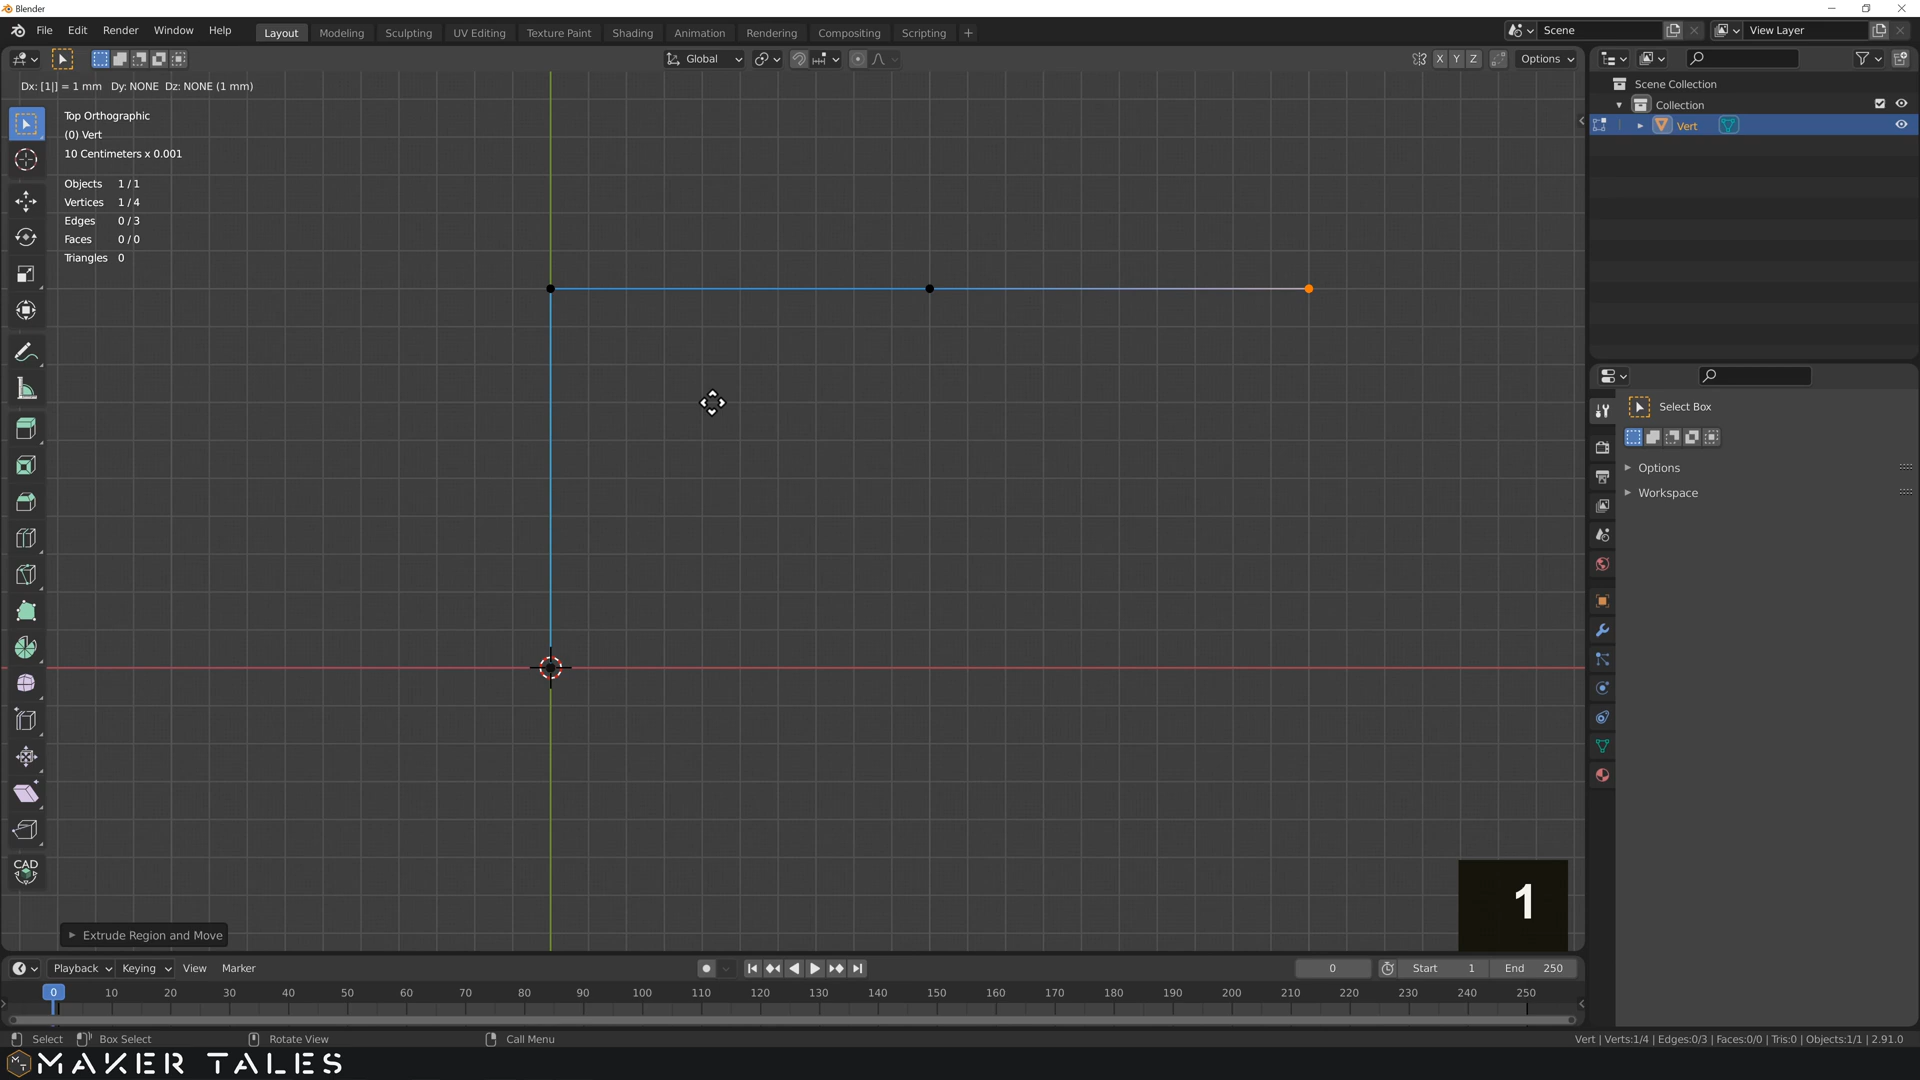 Blender
File Edit Render Window Help
Layout Modeling Sculpting UV Editing Texture Paint Shading Animation Rendering Compositing Scripting +
Scene
View Layer
Global
X Y Z
Options
Dx: [1|] = 1 mm Dy: NONE Dz: NONE (1 mm)
Top Orthographic
(0) Vert
10 Centimeters x 0.001
Objects 1 / 1
Vertices 1 / 4
Edges 0 / 3
Faces 0 / 0
Triangles 0
Scene Collection
Collection
Vert
Select Box
Options
Workspace
CAD
1
Extrude Region and Move
Playback Keying View Marker
0
Start 1
End 250
0 10 20 30 40 50 60 70 80 90 100 110 120 130 140 150 160 170 180 190 200 210 220 230 240 250
Select
Box Select
Rotate View
Call Menu
Vert | Verts:1/4 | Edges:0/3 | Faces:0/0 | Tris:0 | Objects:1/1 | 2.91.0
MAKER TALES